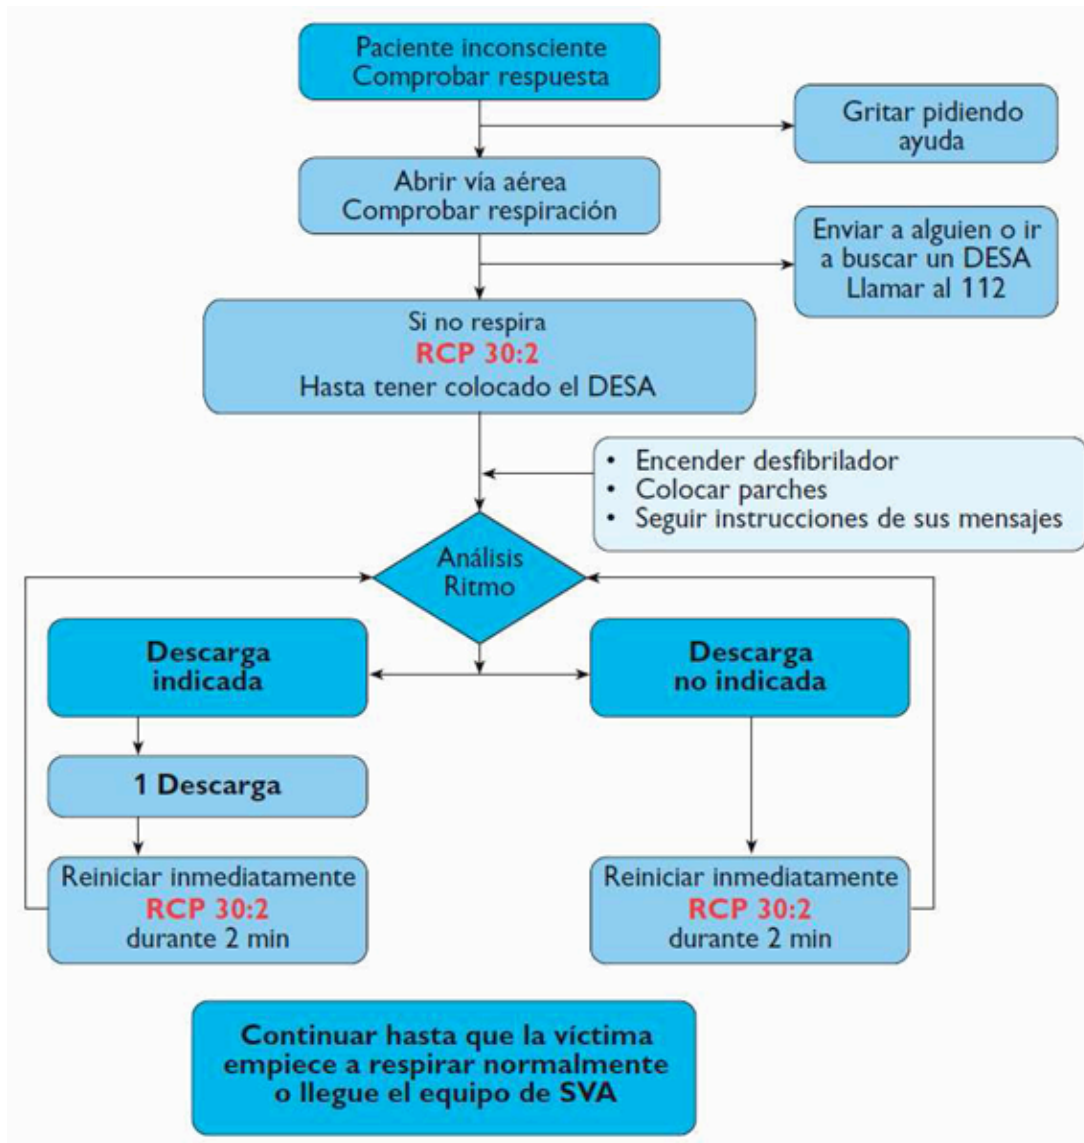 Paciente inconsciente
Comprobar respuesta
Gritar pidiendo
ayuda
Abrir vía aérea
Comprobar respiración
Enviar a alguien o ir
a buscar un DESA
Llamar al 112
Si no respira
RCP 30:2
Hasta tener colocado el DESA
• Encender desfibrilador
• Colocar parches
• Seguir instrucciones de sus mensajes
Análisis
Ritmo
Descarga
indicada
Descarga
no indicada
1 Descarga
Reiniciar inmediatamente
RCP 30:2
durante 2 min
Reiniciar inmediatamente
RCP 30:2
durante 2 min
Continuar hasta que la víctima
empiece a respirar normalmente
o llegue el equipo de SVA